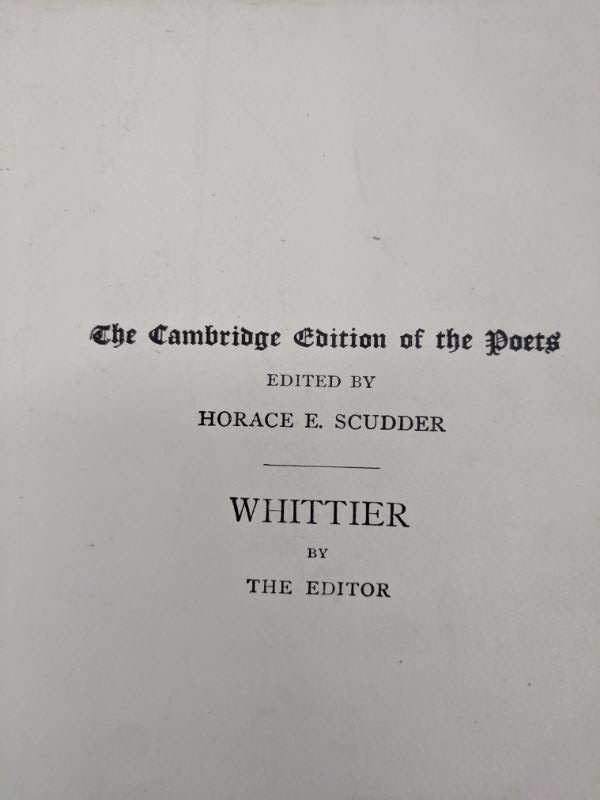 The Cambridge Edition of the Poets
EDITED BY
HORACE E. SCUDDER
WHITTIER
BY
THE EDITOR